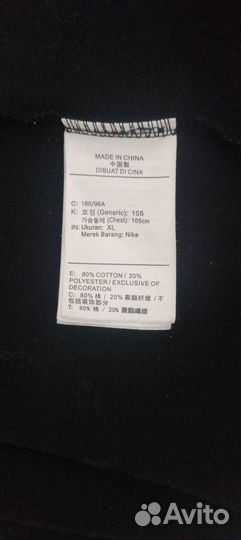 MADE IN CHINA
中国製
DIBUAT DI CINA
C: 180/96A
K: 호칭 (Generic): 105
가슴둘레 (Chest): 105cm
IN: Ukuran: XL
Merek Barang: Nike
E: 80% COTTON / 20%
POLYESTER / EXCLUSIVE OF
DECORATION
C: 80% 棉 / 20% 聚酯纤维 / 不
包括装饰部分
T: 80% 棉 / 20% 聚酯纖維
Avito